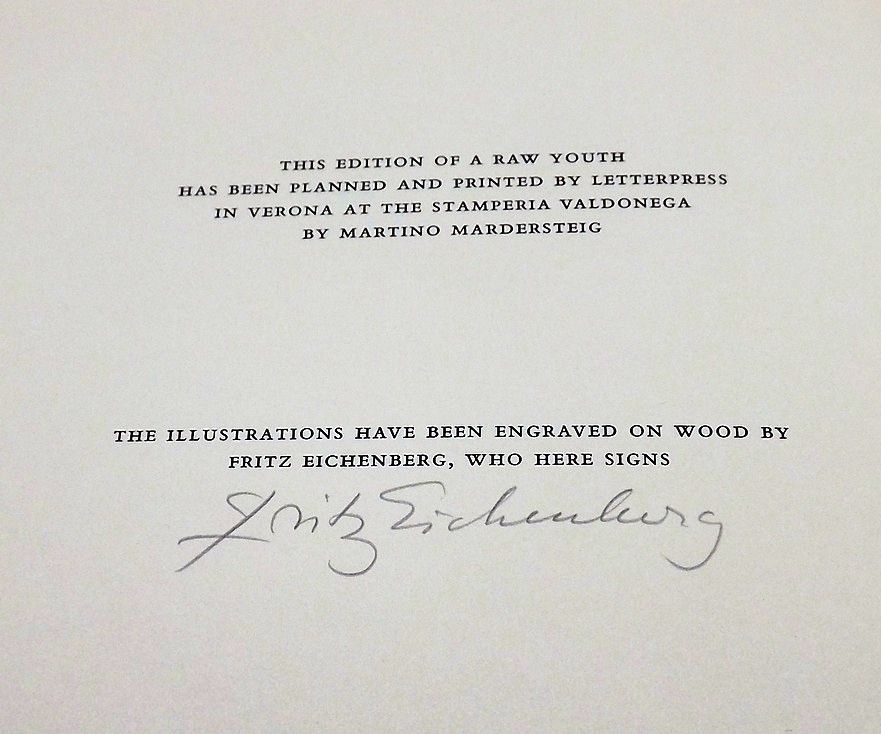 THIS EDITION OF A RAW YOUTH
HAS BEEN PLANNED AND PRINTED BY LETTERPRESS
IN VERONA AT THE STAMPERIA VALDONEGA
BY MARTINO MARDERSTEIG
THE ILLUSTRATIONS HAVE BEEN ENGRAVED ON WOOD BY
FRITZ EICHENBERG, WHO HERE SIGNS
Fritz Eichenberg